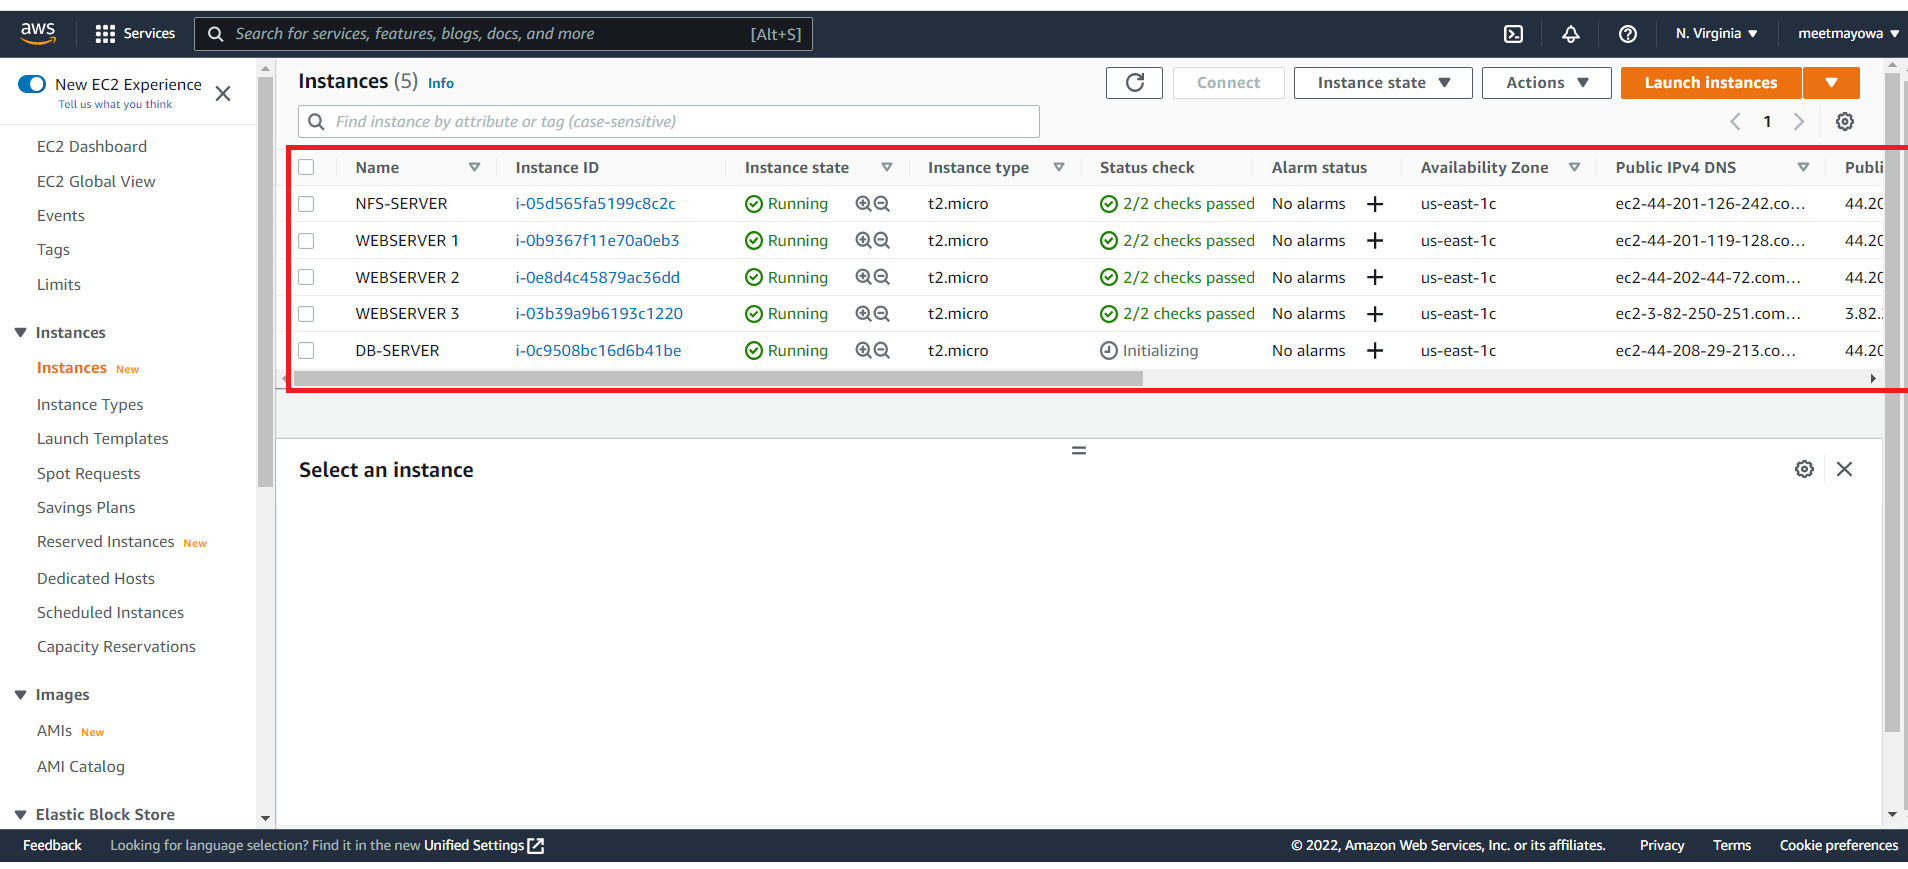 aws Services Search for services, features, blogs, docs, and more [Alt+S] N. Virginia meetmayowa
New EC2 Experience
Tell us what you think
EC2 Dashboard
EC2 Global View
Events
Tags
Limits
Instances
Instances New
Instance Types
Launch Templates
Spot Requests
Savings Plans
Reserved Instances New
Dedicated Hosts
Scheduled Instances
Capacity Reservations
Images
AMIs New
AMI Catalog
Elastic Block Store
Instances (5) Info Connect Instance state Actions Launch instances
Find instance by attribute or tag (case-sensitive) 1
Name Instance ID Instance state Instance type Status check Alarm status Availability Zone Public IPv4 DNS Publi
NFS-SERVER i-05d565fa5199c8c2c Running t2.micro 2/2 checks passed No alarms us-east-1c ec2-44-201-126-242.co... 44.20
WEBSERVER 1 i-0b9367f11e70a0eb3 Running t2.micro 2/2 checks passed No alarms us-east-1c ec2-44-201-119-128.co... 44.20
WEBSERVER 2 i-0e8d4c45879ac36dd Running t2.micro 2/2 checks passed No alarms us-east-1c ec2-44-202-44-72.com... 44.20
WEBSERVER 3 i-03b39a9b6193c1220 Running t2.micro 2/2 checks passed No alarms us-east-1c ec2-3-82-250-251.com... 3.82.
DB-SERVER i-0c9508bc16d6b41be Running t2.micro Initializing No alarms us-east-1c ec2-44-208-29-213.co... 44.20
Select an instance
Feedback Looking for language selection? Find it in the new Unified Settings © 2022, Amazon Web Services, Inc. or its affiliates. Privacy Terms Cookie preferences